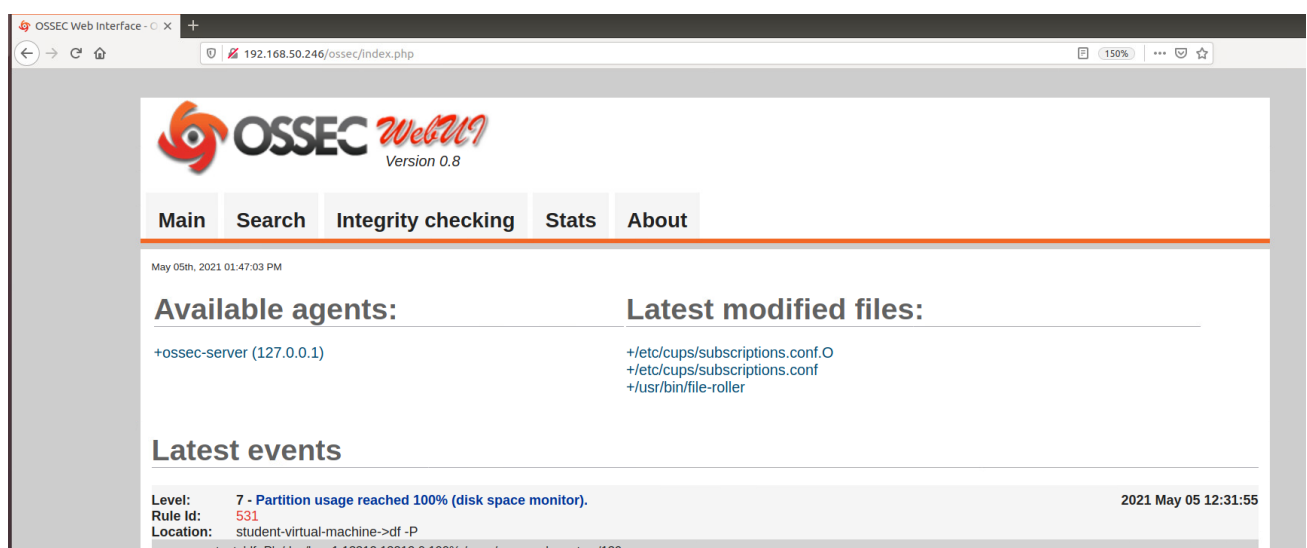 OSSEC Web Interface - O
192.168.50.246/ossec/index.php
150%
OSSEC WebUI
Version 0.8
Main Search Integrity checking Stats About
May 05th, 2021 01:47:03 PM
Available agents:
+ossec-server (127.0.0.1)
Latest modified files:
+/etc/cups/subscriptions.conf.O
+/etc/cups/subscriptions.conf
+/usr/bin/file-roller
Latest events
Level: 7 - Partition usage reached 100% (disk space monitor). 2021 May 05 12:31:55
Rule Id: 531
Location: student-virtual-machine->df -P